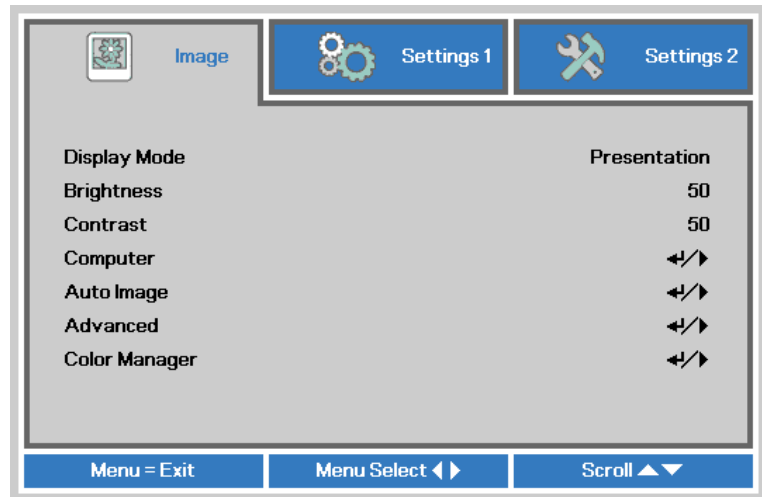 Image
Settings 1
Settings 2
Display Mode Presentation
Brightness 50
Contrast 50
Computer ↵/▶
Auto Image ↵/▶
Advanced ↵/▶
Color Manager ↵/▶
Menu = Exit
Menu Select ◀ ▶
Scroll ▲▼